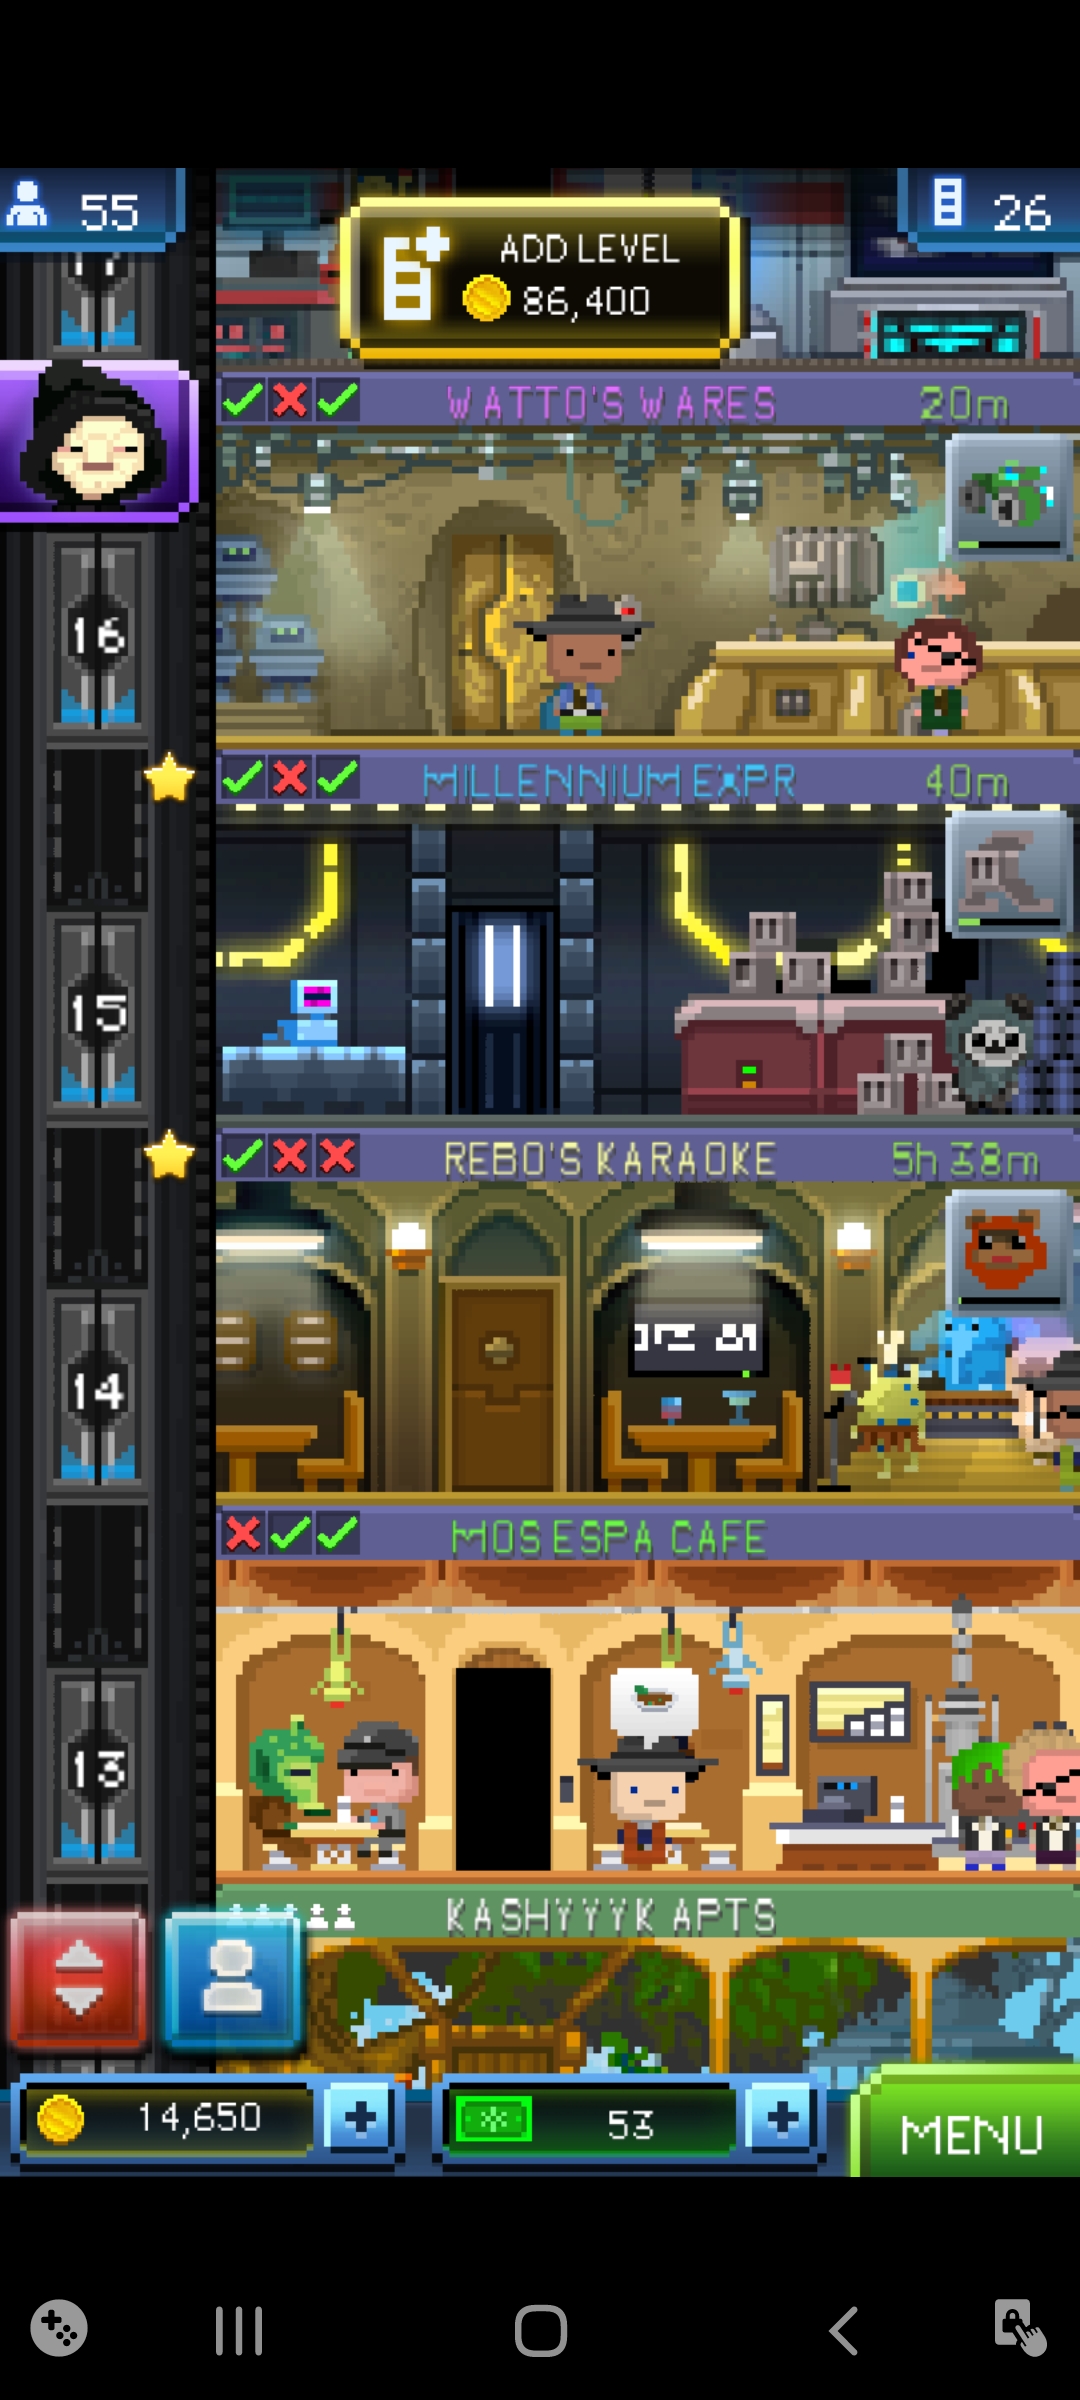 55
ADD LEVEL
86,400
26
17
WATTO'S WARES
20m
16
MILLENNIUM EXPR
40m
15
REBO'S KARAOKE
5h 38m
14
MOS ESPA CAFE
13
KASHYYYK APTS
14,650
53
MENU